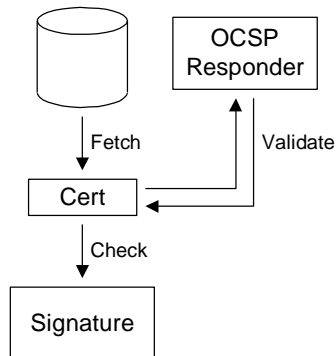 OCSP
Responder
Fetch
Validate
Cert
Check
Signature